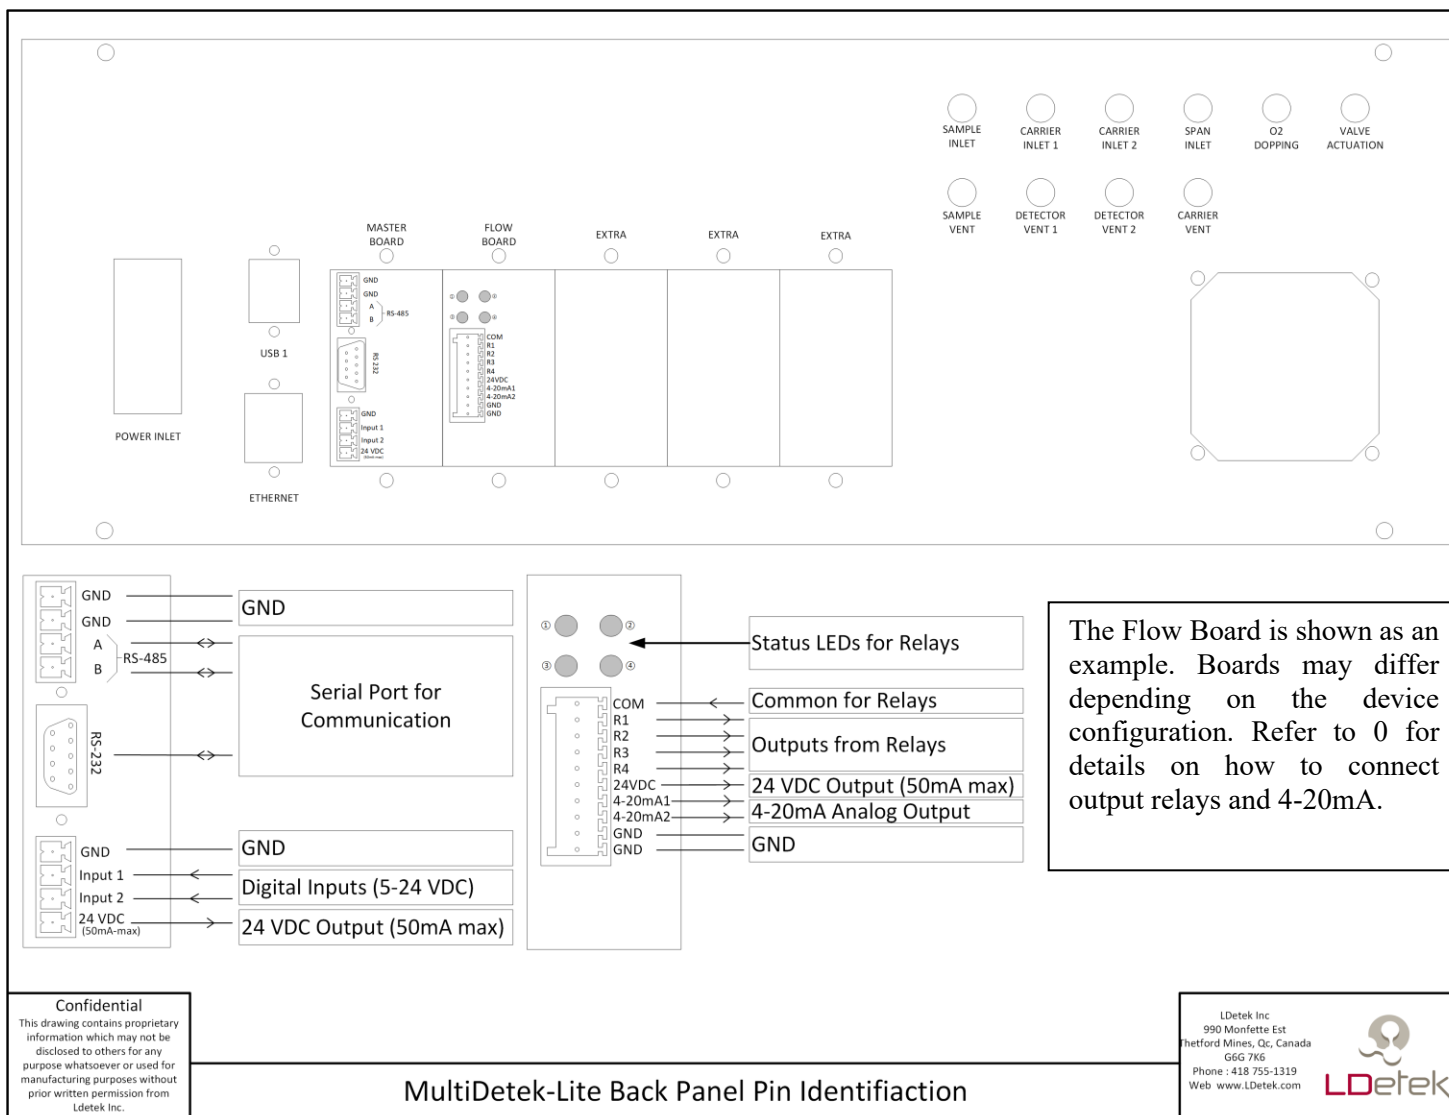 SAMPLE
INLET
CARRIER
INLET 1
CARRIER
INLET 2
SPAN
INLET
O2
DOPPING
VALVE
ACTUATION
SAMPLE
VENT
DETECTOR
VENT 1
DETECTOR
VENT 2
CARRIER
VENT
MASTER
BOARD
FLOW
BOARD
EXTRA
EXTRA
EXTRA
POWER INLET
USB 1
ETHERNET
GND
GND
A
B
RS-485
RS 232
GND
Input 1
Input 2
24 VDC
(50mA max)
① ②
③ ④
COM
R1
R2
R3
R4
24VDC
4-20mA1
4-20mA2
GND
GND
GND
GND
A
B
RS-485
RS-232
GND
Input 1
Input 2
24 VDC
(50mA-max)
GND
Serial Port for
Communication
GND
Digital Inputs (5-24 VDC)
24 VDC Output (50mA max)
① ②
③ ④
COM
R1
R2
R3
R4
24VDC
4-20mA1
4-20mA2
GND
GND
Status LEDs for Relays
Common for Relays
Outputs from Relays
24 VDC Output (50mA max)
4-20mA Analog Output
GND
The Flow Board is shown as an
example. Boards may differ
depending on the device
configuration. Refer to 0 for
details on how to connect
output relays and 4-20mA.
Confidential
This drawing contains proprietary
information which may not be
disclosed to others for any
purpose whatsoever or used for
manufacturing purposes without
prior written permission from
Ldetek Inc.
MultiDetek-Lite Back Panel Pin Identifiaction
LDetek Inc
990 Monfette Est
Thetford Mines, Qc, Canada
G6G 7K6
Phone : 418 755-1319
Web www.LDetek.com
LDetek